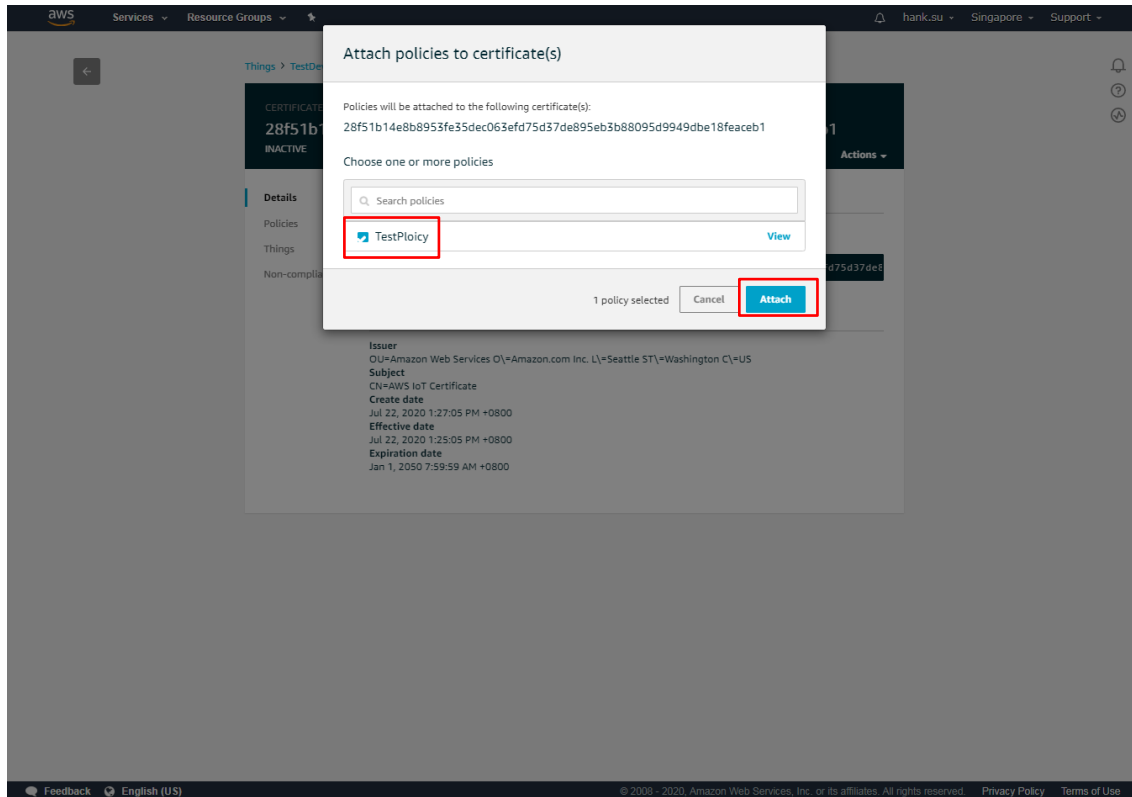 aws Services Resource Groups hank.su Singapore Support
Attach policies to certificate(s)
Things > TestDe
Policies will be attached to the following certificate(s):
CERTIFICATE
28f51b14e8b8953fe35dec063efd75d37de895eb3b88095d9949dbe18feaceb1
28f51b1
1
INACTIVE
Actions
Choose one or more policies
Details
Search policies
Policies
TestPloicy View
Things
Non-complia
d75d37de8
1 policy selected Cancel Attach
Issuer
OU=Amazon Web Services O\=Amazon.com Inc. L\=Seattle ST\=Washington C\=US
Subject
CN=AWS IoT Certificate
Create date
Jul 22, 2020 1:27:05 PM +0800
Effective date
Jul 22, 2020 1:25:05 PM +0800
Expiration date
Jan 1, 2050 7:59:59 AM +0800
Feedback English (US) © 2008 - 2020, Amazon Web Services, Inc. or its affiliates. All rights reserved. Privacy Policy Terms of Use